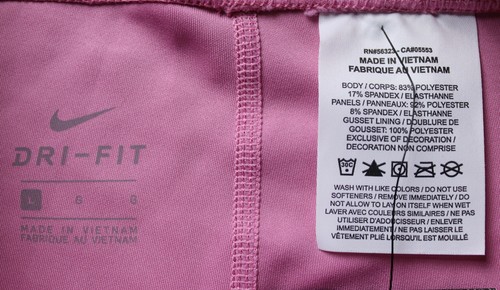 DRI-FIT
L G G
MADE IN VIETNAM
FABRIQUE AU VIETNAM
RN#56323 - CA#05553
MADE IN VIETNAM
FABRIQUE AU VIETNAM
BODY / CORPS: 83% POLYESTER
17% SPANDEX / ELASTHANNE
PANELS / PANNEAUX: 92% POLYESTER
8% SPANDEX / ELASTHANNE
GUSSET LINING / DOUBLURE DE
GOUSSET: 100% POLYESTER
EXCLUSIVE OF DECORATION /
DECORATION NON COMPRISE
30C
WASH WITH LIKE COLORS / DO NOT USE
SOFTENERS / REMOVE IMMEDIATELY / DO
NOT ALLOW TO LAY ON ITSELF WHEN WET
LAVER AVEC COULEURS SIMILAIRES / NE PAS
UTILISER D'ADOUCISSEUR / ENLEVER
IMMÉDIATEMENT / NE PAS LAISSER LE
VÊTEMENT PLIÉ LORSQU'IL EST MOUILLÉ